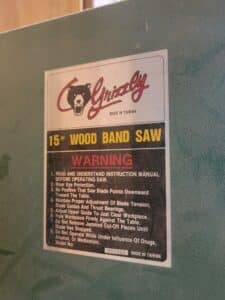 Grizzly
MADE IN TAIWAN
15" WOOD BAND SAW
WARNING
1. READ AND UNDERSTAND INSTRUCTION MANUAL
BEFORE OPERATING SAW.
2. Wear Eye Protection.
3. Be Positive That Saw Blade Points Downward
Toward The Table.
4. Maintain Proper Adjustment Of Blade Tension,
Blade Guides And Thrust Bearings.
5. Adjust Upper Guide To Just Clear Workpiece.
6. Hold Workpiece Firmly Against The Table.
7. Do Not Remove Jammed Cut-Off Pieces Until
Blade Has Stopped.
8. Do Not Operate While Under Influence Of Drugs,
Alcohol, Or Medication.
Model No.
MADE IN TAIWAN